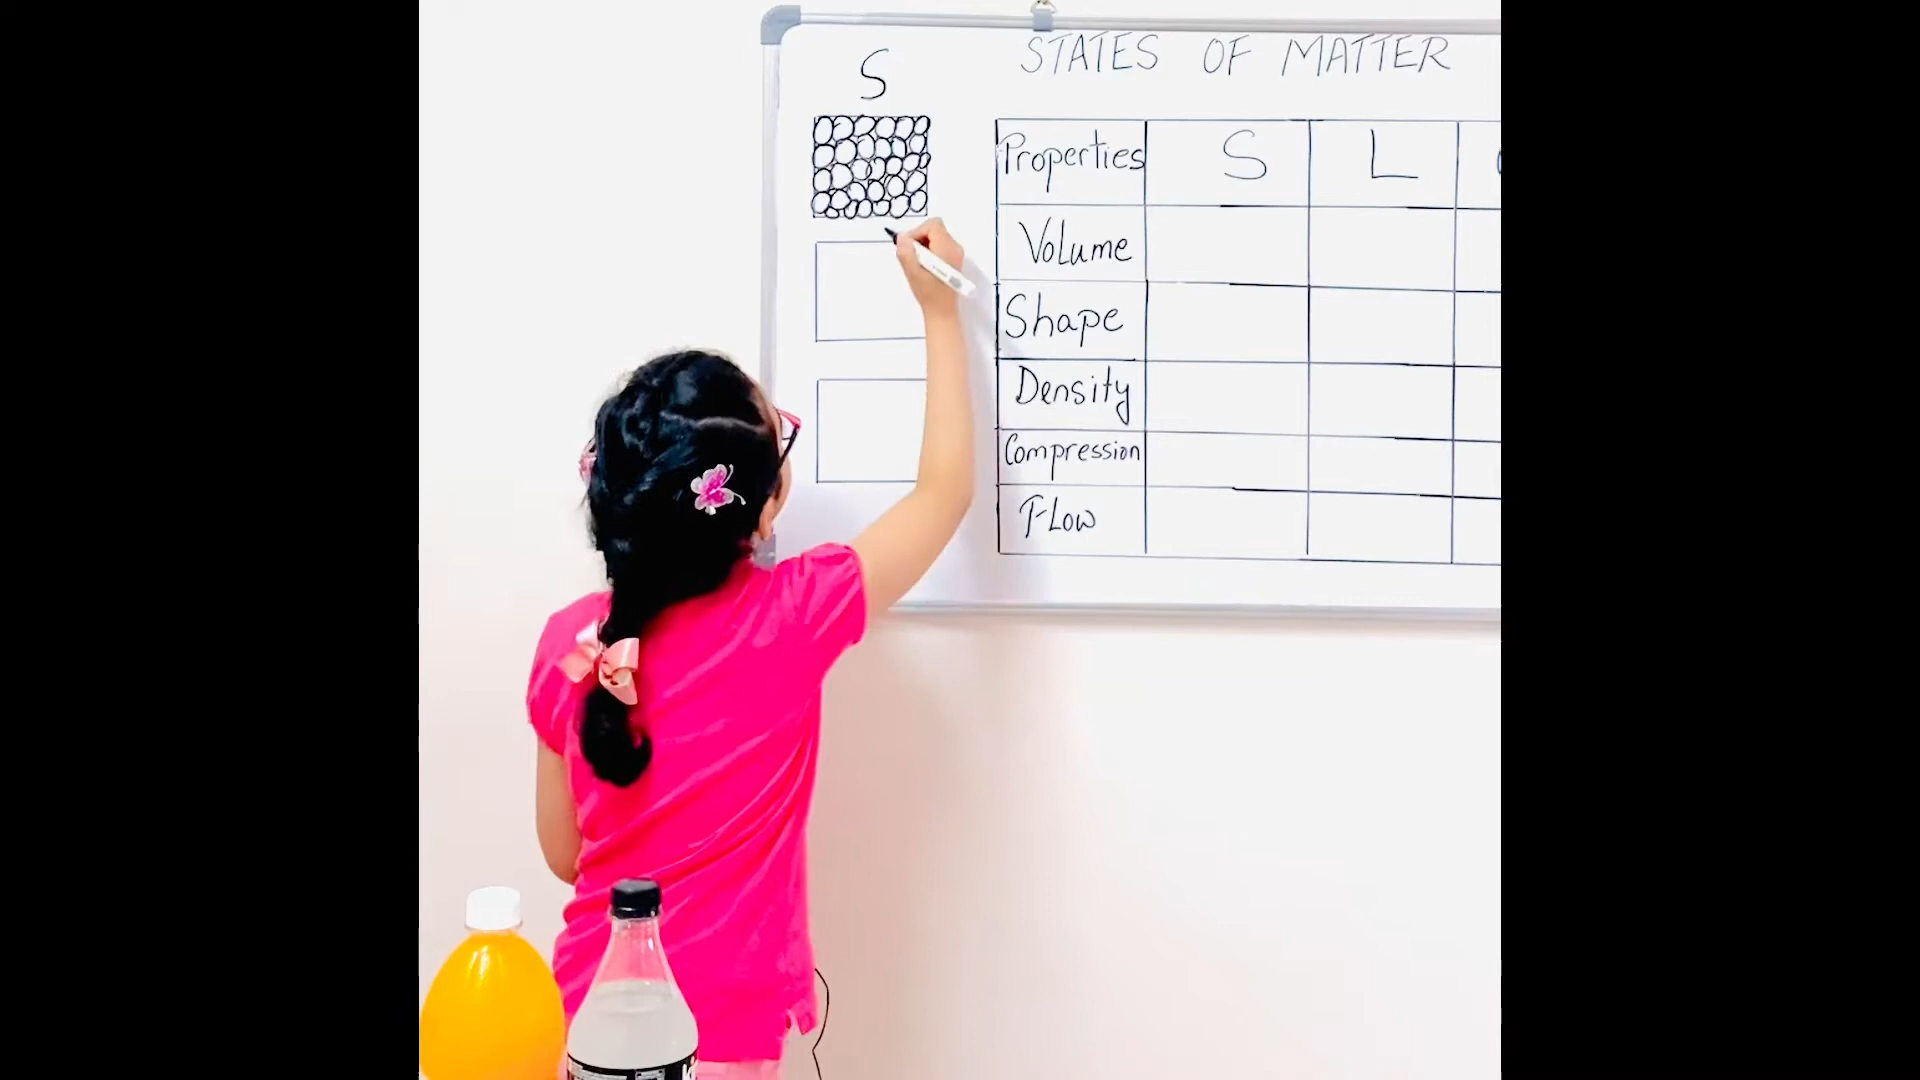 S
STATES OF MATTER
Properties S L
Volume
Shape
Density
Compression
Flow